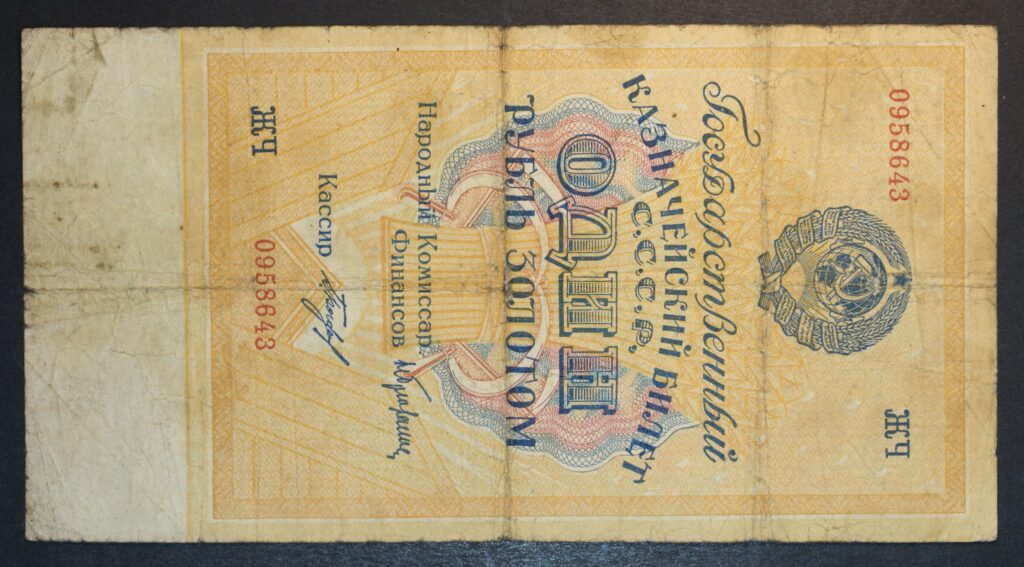 0958643 ЖЧ
Государственный
КАЗНАЧЕЙСКИЙ БИЛЕТ
С.С.С.Р.
ОДИН
РУБЛЬ ЗОЛОТОМ
Народный Комиссар
Финансов
Кассир
ЖЧ 0958643